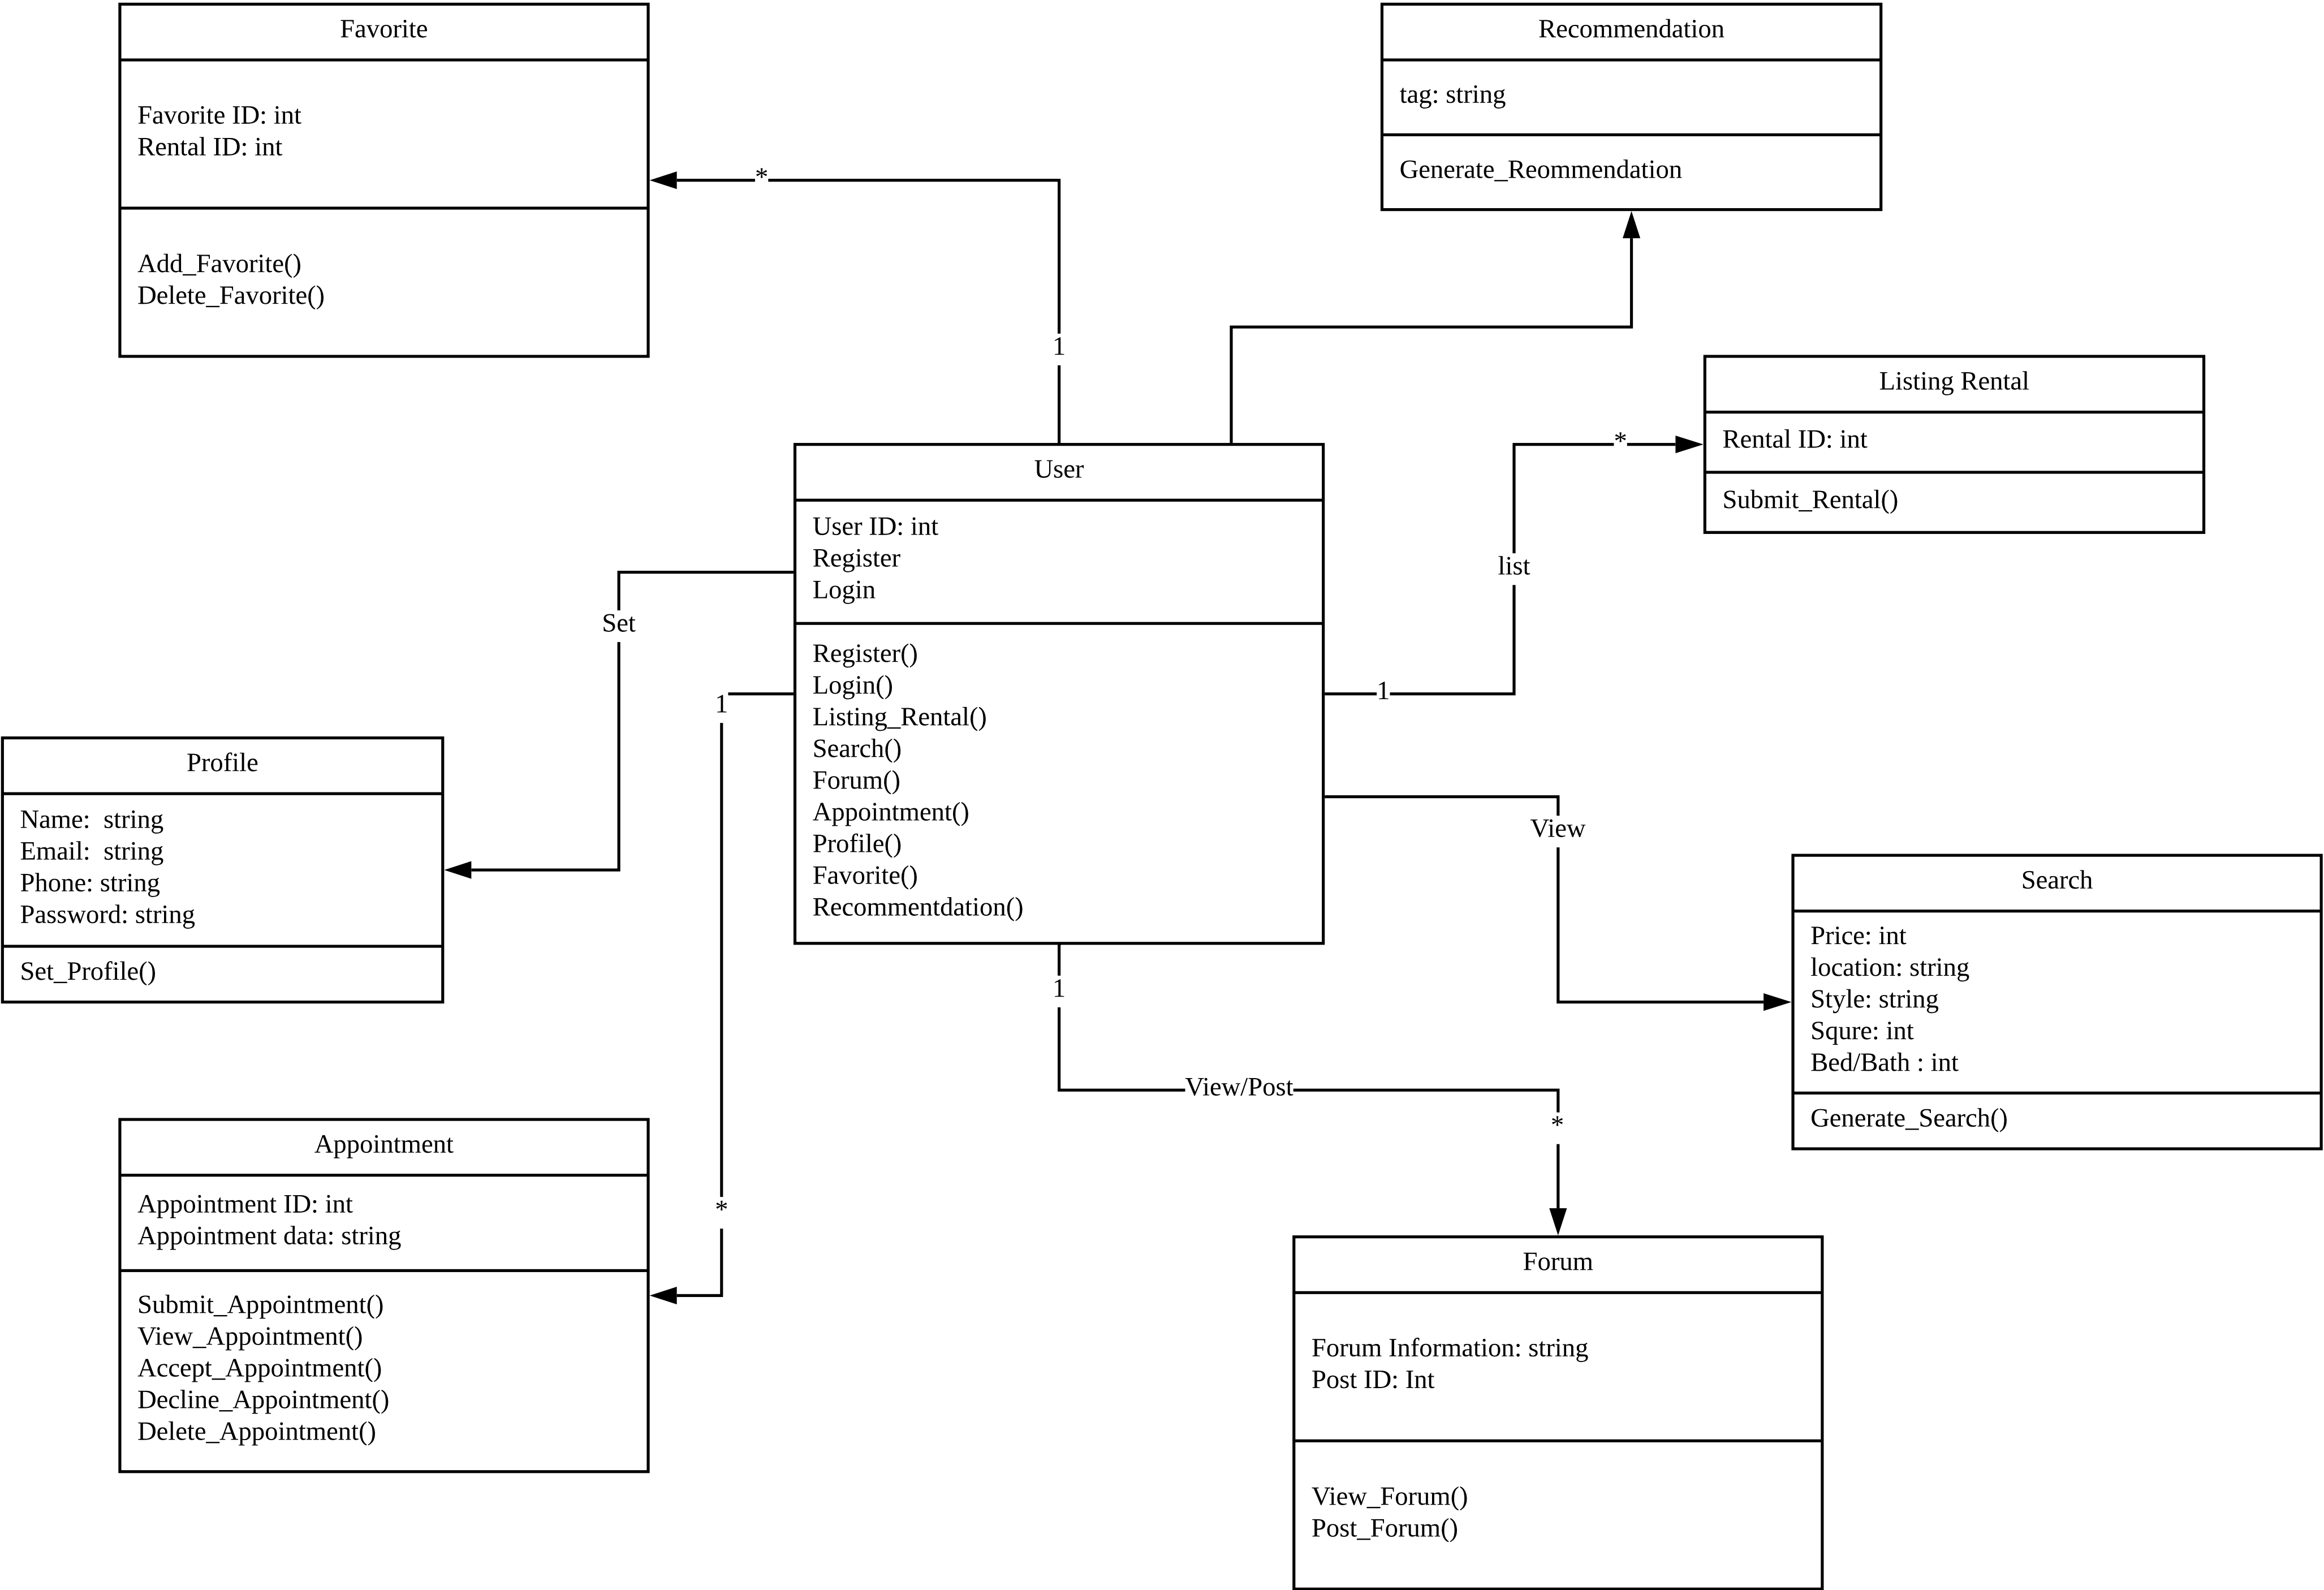 Favorite
Favorite ID: int
Rental ID: int
Add_Favorite()
Delete_Favorite()
Recommendation
tag: string
Generate_Reommendation
*
1
Listing Rental
Rental ID: int
Submit_Rental()
*
list
1
User
User ID: int
Register
Login
Register()
Login()
Listing_Rental()
Search()
Forum()
Appointment()
Profile()
Favorite()
Recommentdation()
Set
1
*
Profile
Name:  string
Email:  string
Phone: string
Password: string
Set_Profile()
View
Search
Price: int
location: string
Style: string
Squre: int
Bed/Bath : int
Generate_Search()
1
View/Post
*
Appointment
Appointment ID: int
Appointment data: string
Submit_Appointment()
View_Appointment()
Accept_Appointment()
Decline_Appointment()
Delete_Appointment()
Forum
Forum Information: string
Post ID: Int
View_Forum()
Post_Forum()